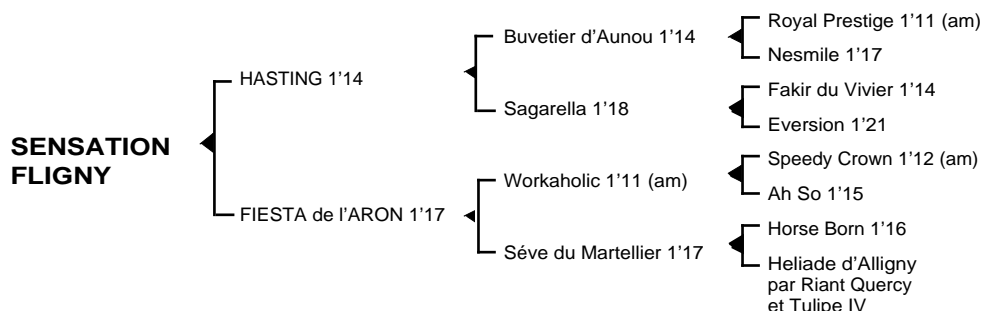 SENSATION
FLIGNY
HASTING 1’14
FIESTA de l’ARON 1’17
Buvetier d’Aunou 1’14
Sagarella 1’18
Workaholic 1’11 (am)
Séve du Martellier 1’17
Royal Prestige 1’11 (am)
Nesmile 1’17
Fakir du Vivier 1’14
Eversion 1’21
Speedy Crown 1’12 (am)
Ah So 1’15
Horse Born 1’16
Heliade d’Alligny
par Riant Quercy
et Tulipe IV